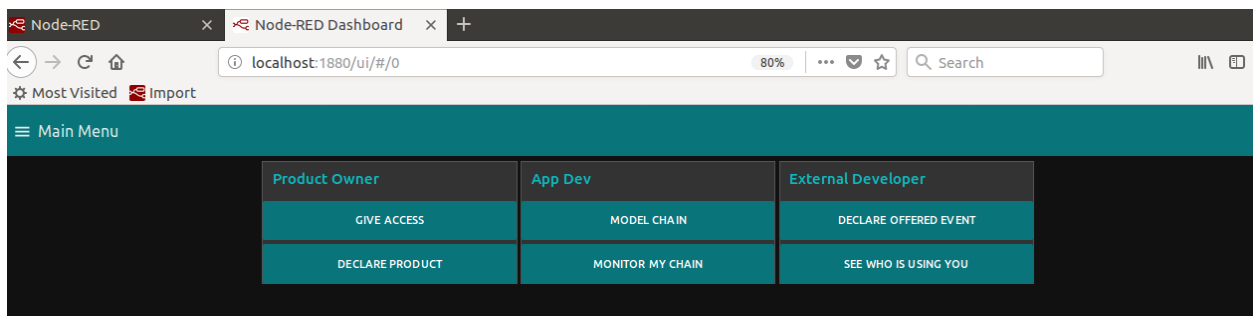 Node-RED
Node-RED Dashboard
localhost:1880/ui/#/0 80% Search
Most Visited Import
Main Menu
Product Owner
GIVE ACCESS
DECLARE PRODUCT
App Dev
MODEL CHAIN
MONITOR MY CHAIN
External Developer
DECLARE OFFERED EVENT
SEE WHO IS USING YOU